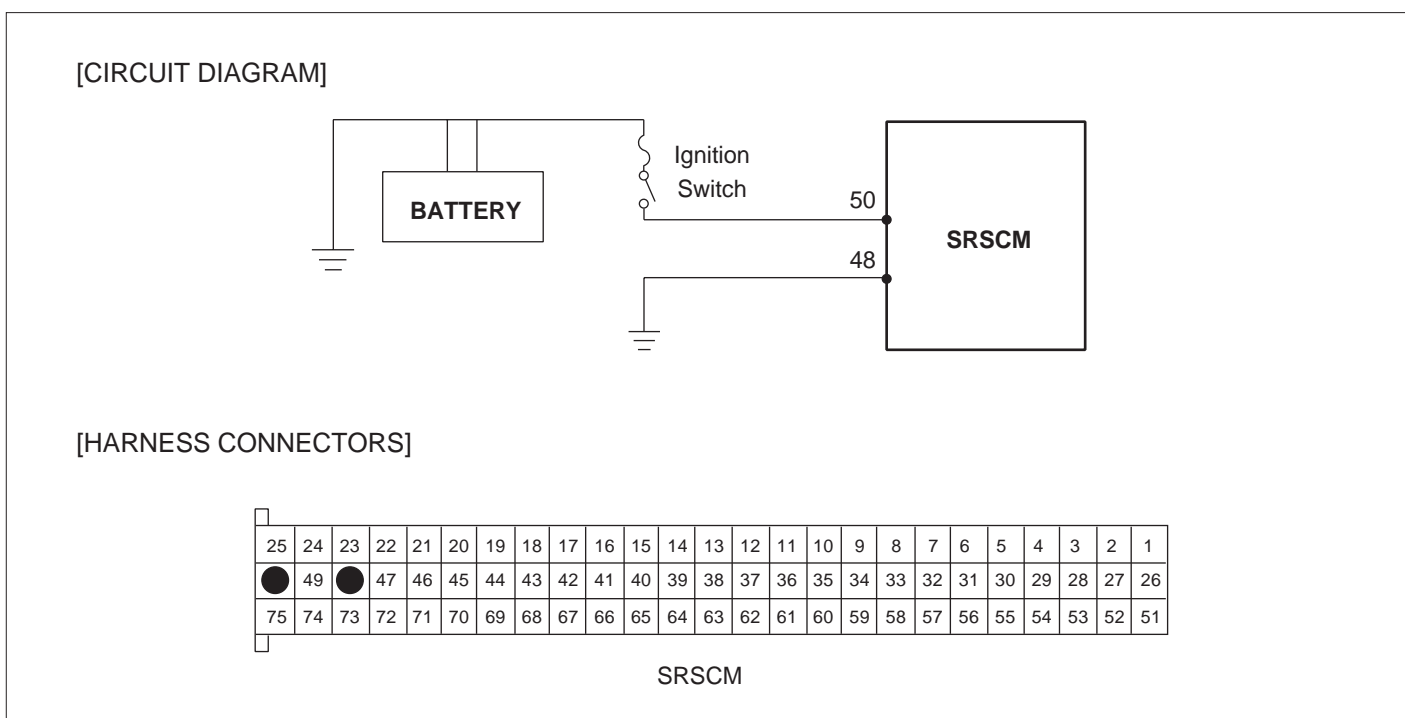 [CIRCUIT DIAGRAM]
Ignition
Switch
BATTERY
50
SRSCM
48
[HARNESS CONNECTORS]
25 24 23 22 21 20 19 18 17 16 15 14 13 12 11 10 9 8 7 6 5 4 3 2 1
49 47 46 45 44 43 42 41 40 39 38 37 36 35 34 33 32 31 30 29 28 27 26
75 74 73 72 71 70 69 68 67 66 65 64 63 62 61 60 59 58 57 56 55 54 53 52 51
SRSCM